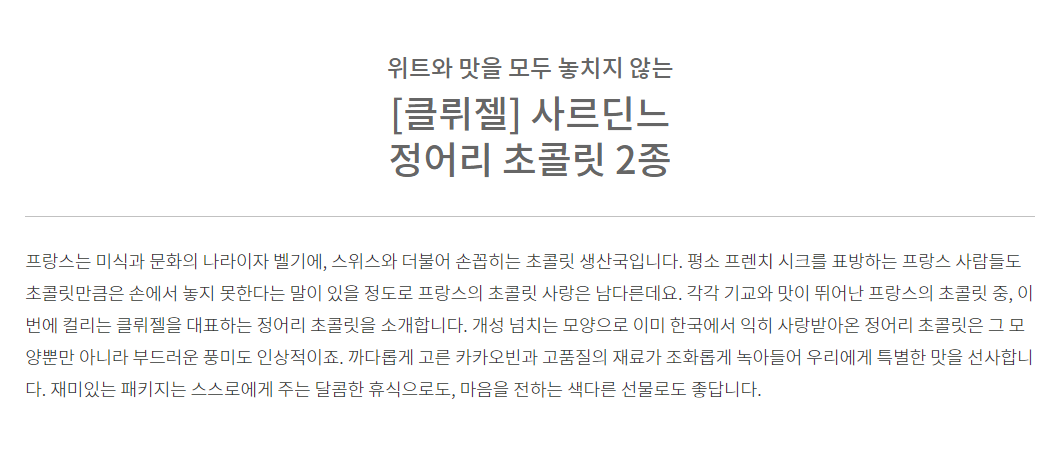 위트와 맛을 모두 놓치지 않는
[클뤼젤] 사르딘느
정어리 초콜릿 2종
프랑스는 미식과 문화의 나라이자 벨기에, 스위스와 더불어 손꼽히는 초콜릿 생산국입니다. 평소 프렌치 시크를 표방하는 프랑스 사람들도
초콜릿만큼은 손에서 놓지 못한다는 말이 있을 정도로 프랑스의 초콜릿 사랑은 남다른데요. 각각 기교와 맛이 뛰어난 프랑스의 초콜릿 중, 이
번에 컬리는 클뤼젤을 대표하는 정어리 초콜릿을 소개합니다. 개성 넘치는 모양으로 이미 한국에서 익히 사랑받아온 정어리 초콜릿은 그 모
양뿐만 아니라 부드러운 풍미도 인상적이죠. 까다롭게 고른 카카오빈과 고품질의 재료가 조화롭게 녹아들어 우리에게 특별한 맛을 선사합니
다. 재미있는 패키지는 스스로에게 주는 달콤한 휴식으로도, 마음을 전하는 색다른 선물로도 좋답니다.